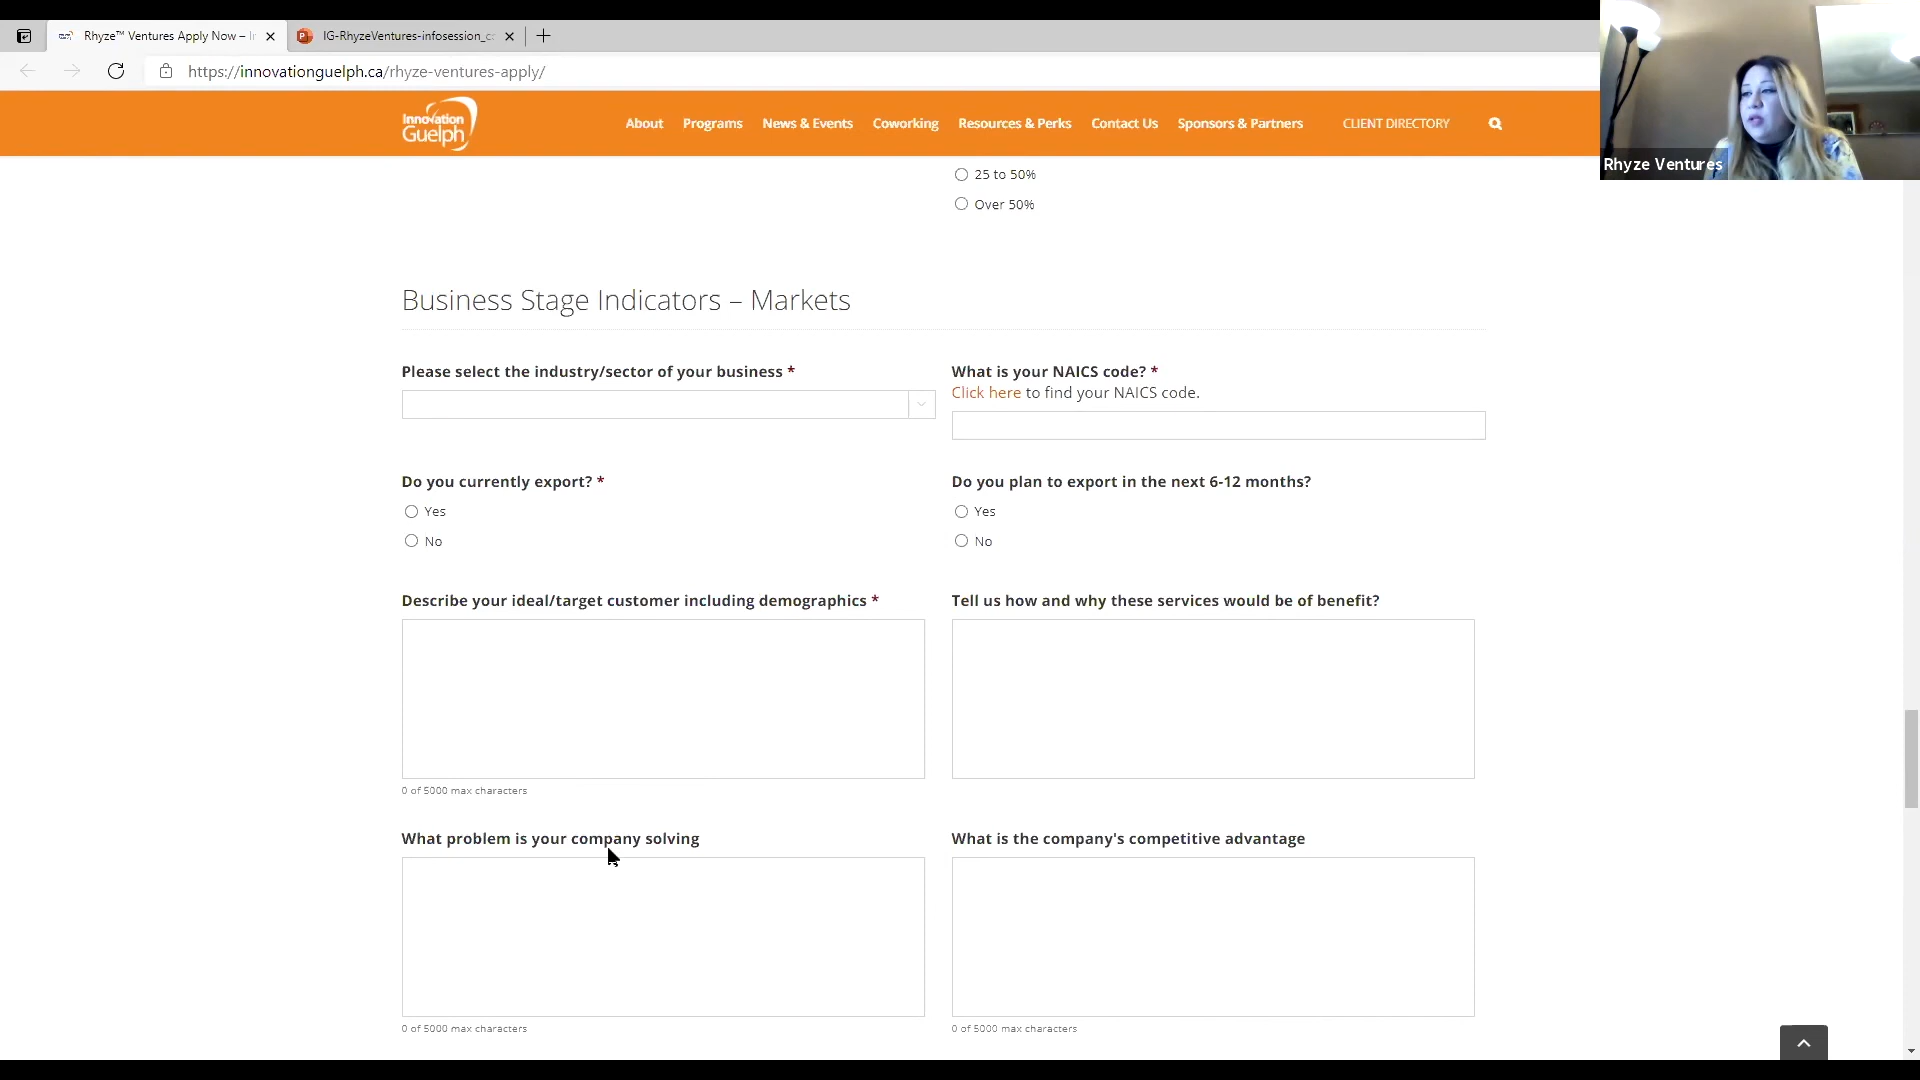 Rhyze™ Ventures Apply Now – I
IG-RhyzeVentures-infosession_c
https://innovationguelph.ca/rhyze-ventures-apply/
Innovation
Guelph
About
Programs
News & Events
Coworking
Resources & Perks
Contact Us
Sponsors & Partners
CLIENT DIRECTORY
Rhyze Ventures
25 to 50%
Over 50%
Business Stage Indicators – Markets
Please select the industry/sector of your business *
What is your NAICS code? *
Click here to find your NAICS code.
Do you currently export? *
Yes
No
Do you plan to export in the next 6-12 months?
Yes
No
Describe your ideal/target customer including demographics *
0 of 5000 max characters
Tell us how and why these services would be of benefit?
What problem is your company solving
0 of 5000 max characters
What is the company's competitive advantage
0 of 5000 max characters